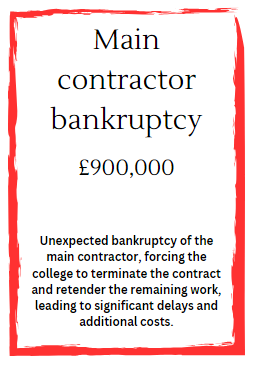 Main
contractor
bankruptcy
£900,000
Unexpected bankruptcy of the
main contractor, forcing the
college to terminate the contract
and retender the remaining work,
leading to significant delays and
additional costs.